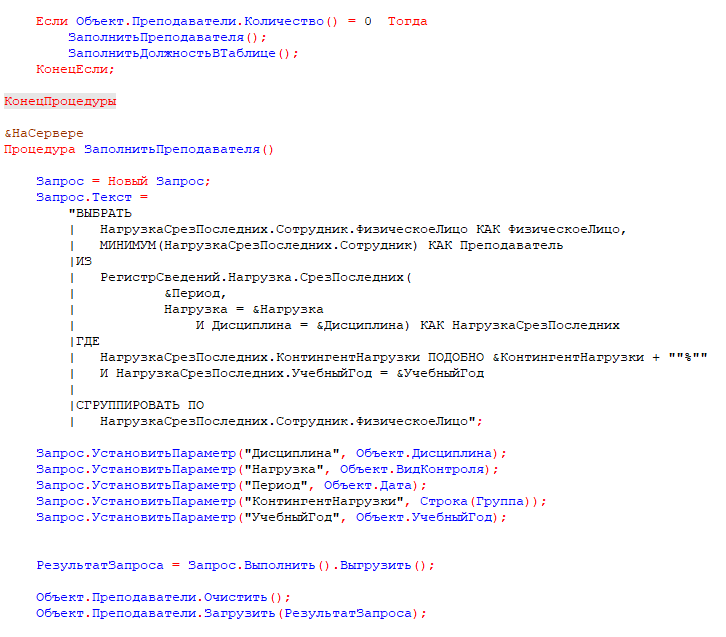 Если Объект.Преподаватели.Количество() = 0  Тогда
ЗаполнитьПреподавателя();
ЗаполнитьДолжностьВТаблице();
КонецЕсли;
КонецПроцедуры
&НаСервере
Процедура ЗаполнитьПреподавателя()
Запрос = Новый Запрос;
Запрос.Текст =
"ВЫБРАТЬ
|   НагрузкаСрезПоследних.Сотрудник.ФизическоеЛицо КАК ФизическоеЛицо,
|   МИНИМУМ(НагрузкаСрезПоследних.Сотрудник) КАК Преподаватель
|ИЗ
|   РегистрСведений.Нагрузка.СрезПоследних(
|           &Период,
|           Нагрузка = &Нагрузка
|               И Дисциплина = &Дисциплина) КАК НагрузкаСрезПоследних
|ГДЕ
|   НагрузкаСрезПоследних.КонтингентНагрузки ПОДОБНО &КонтингентНагрузки + ""%""
|   И НагрузкаСрезПоследних.УчебныйГод = &УчебныйГод
|
|СГРУППИРОВАТЬ ПО
|   НагрузкаСрезПоследних.Сотрудник.ФизическоеЛицо";
Запрос.УстановитьПараметр("Дисциплина", Объект.Дисциплина);
Запрос.УстановитьПараметр("Нагрузка", Объект.ВидКонтроля);
Запрос.УстановитьПараметр("Период", Объект.Дата);
Запрос.УстановитьПараметр("КонтингентНагрузки", Строка(Группа));
Запрос.УстановитьПараметр("УчебныйГод", Объект.УчебныйГод);
РезультатЗапроса = Запрос.Выполнить().Выгрузить();
Объект.Преподаватели.Очистить();
Объект.Преподаватели.Загрузить(РезультатЗапроса);